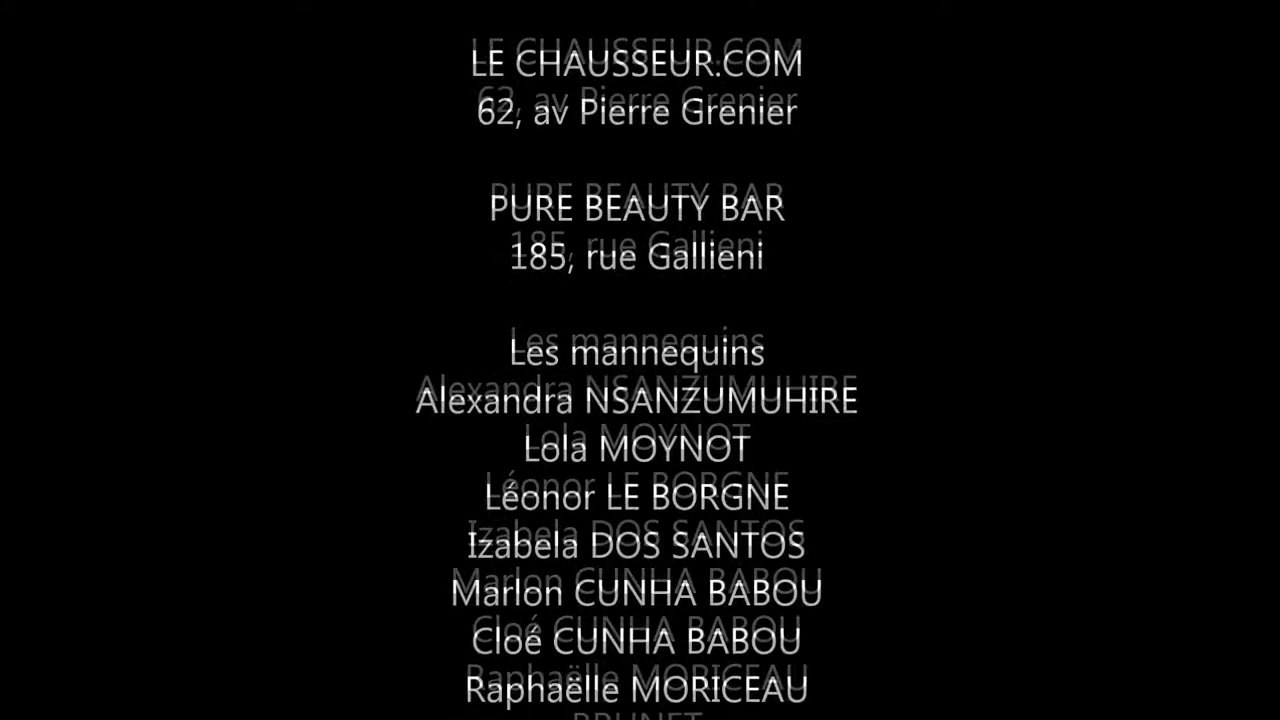 LE CHAUSSEUR.COM
62, av Pierre Grenier
PURE BEAUTY BAR
185, rue Gallieni
Les mannequins
Alexandra NSANZUMUHIRE
Lola MOYNOT
Léonor LE BORGNE
Izabela DOS SANTOS
Marlon CUNHA BABOU
Cloé CUNHA BABOU
Raphaëlle MORICEAU